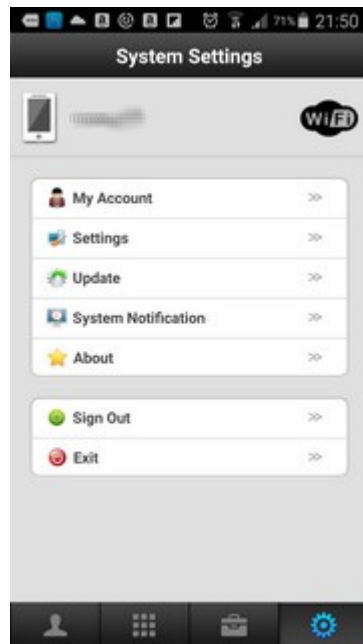 71% 21:50
System Settings
WiFi
My Account
Settings
Update
System Notification
About
Sign Out
Exit